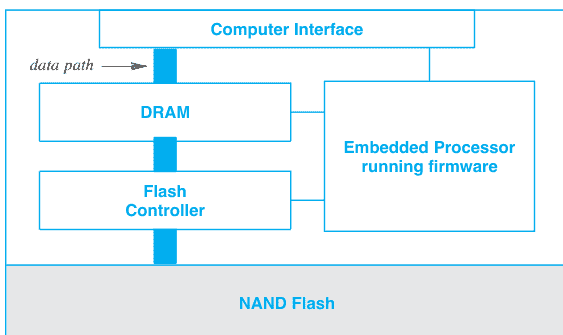 Computer Interface
data path
DRAM
Embedded Processor
running firmware
Flash
Controller
NAND Flash